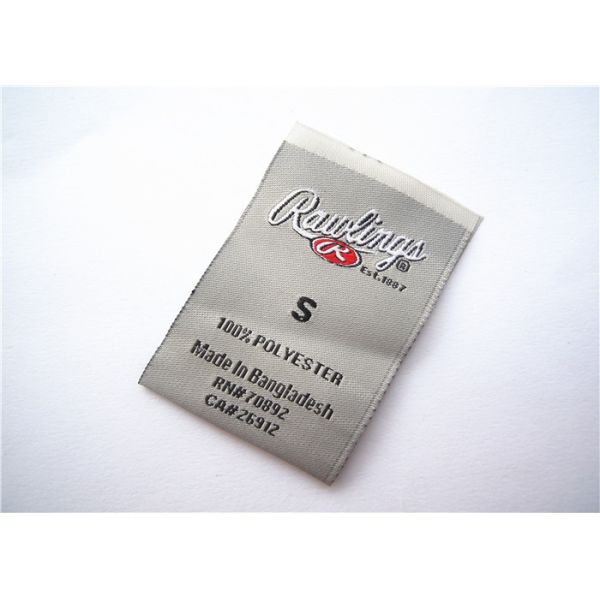 Rawlings®
R
Est.1887
S
100% POLYESTER
Made In Bangladesh
RN#70892
CA#26912